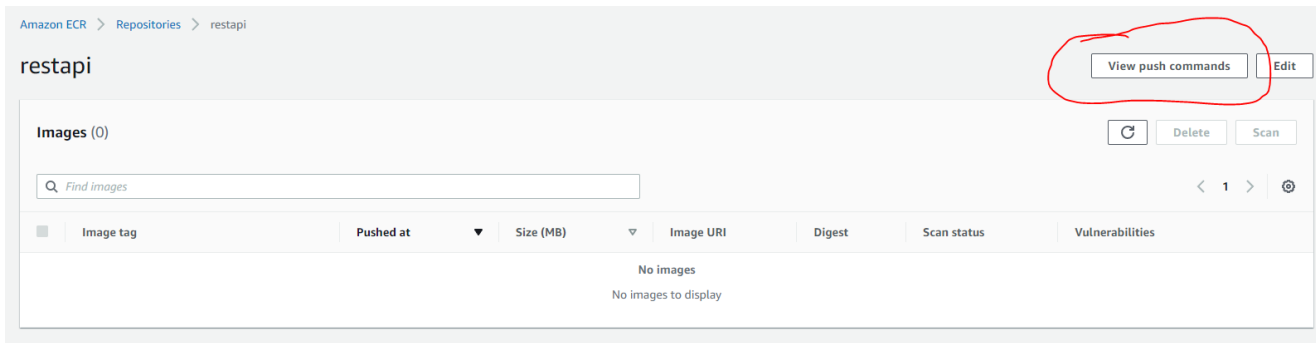 Amazon ECR > Repositories > restapi
restapi
View push commands
Edit
Images (0)
Delete
Scan
Find images
< 1 >
Image tag Pushed at Size (MB) Image URI Digest Scan status Vulnerabilities
No images
No images to display